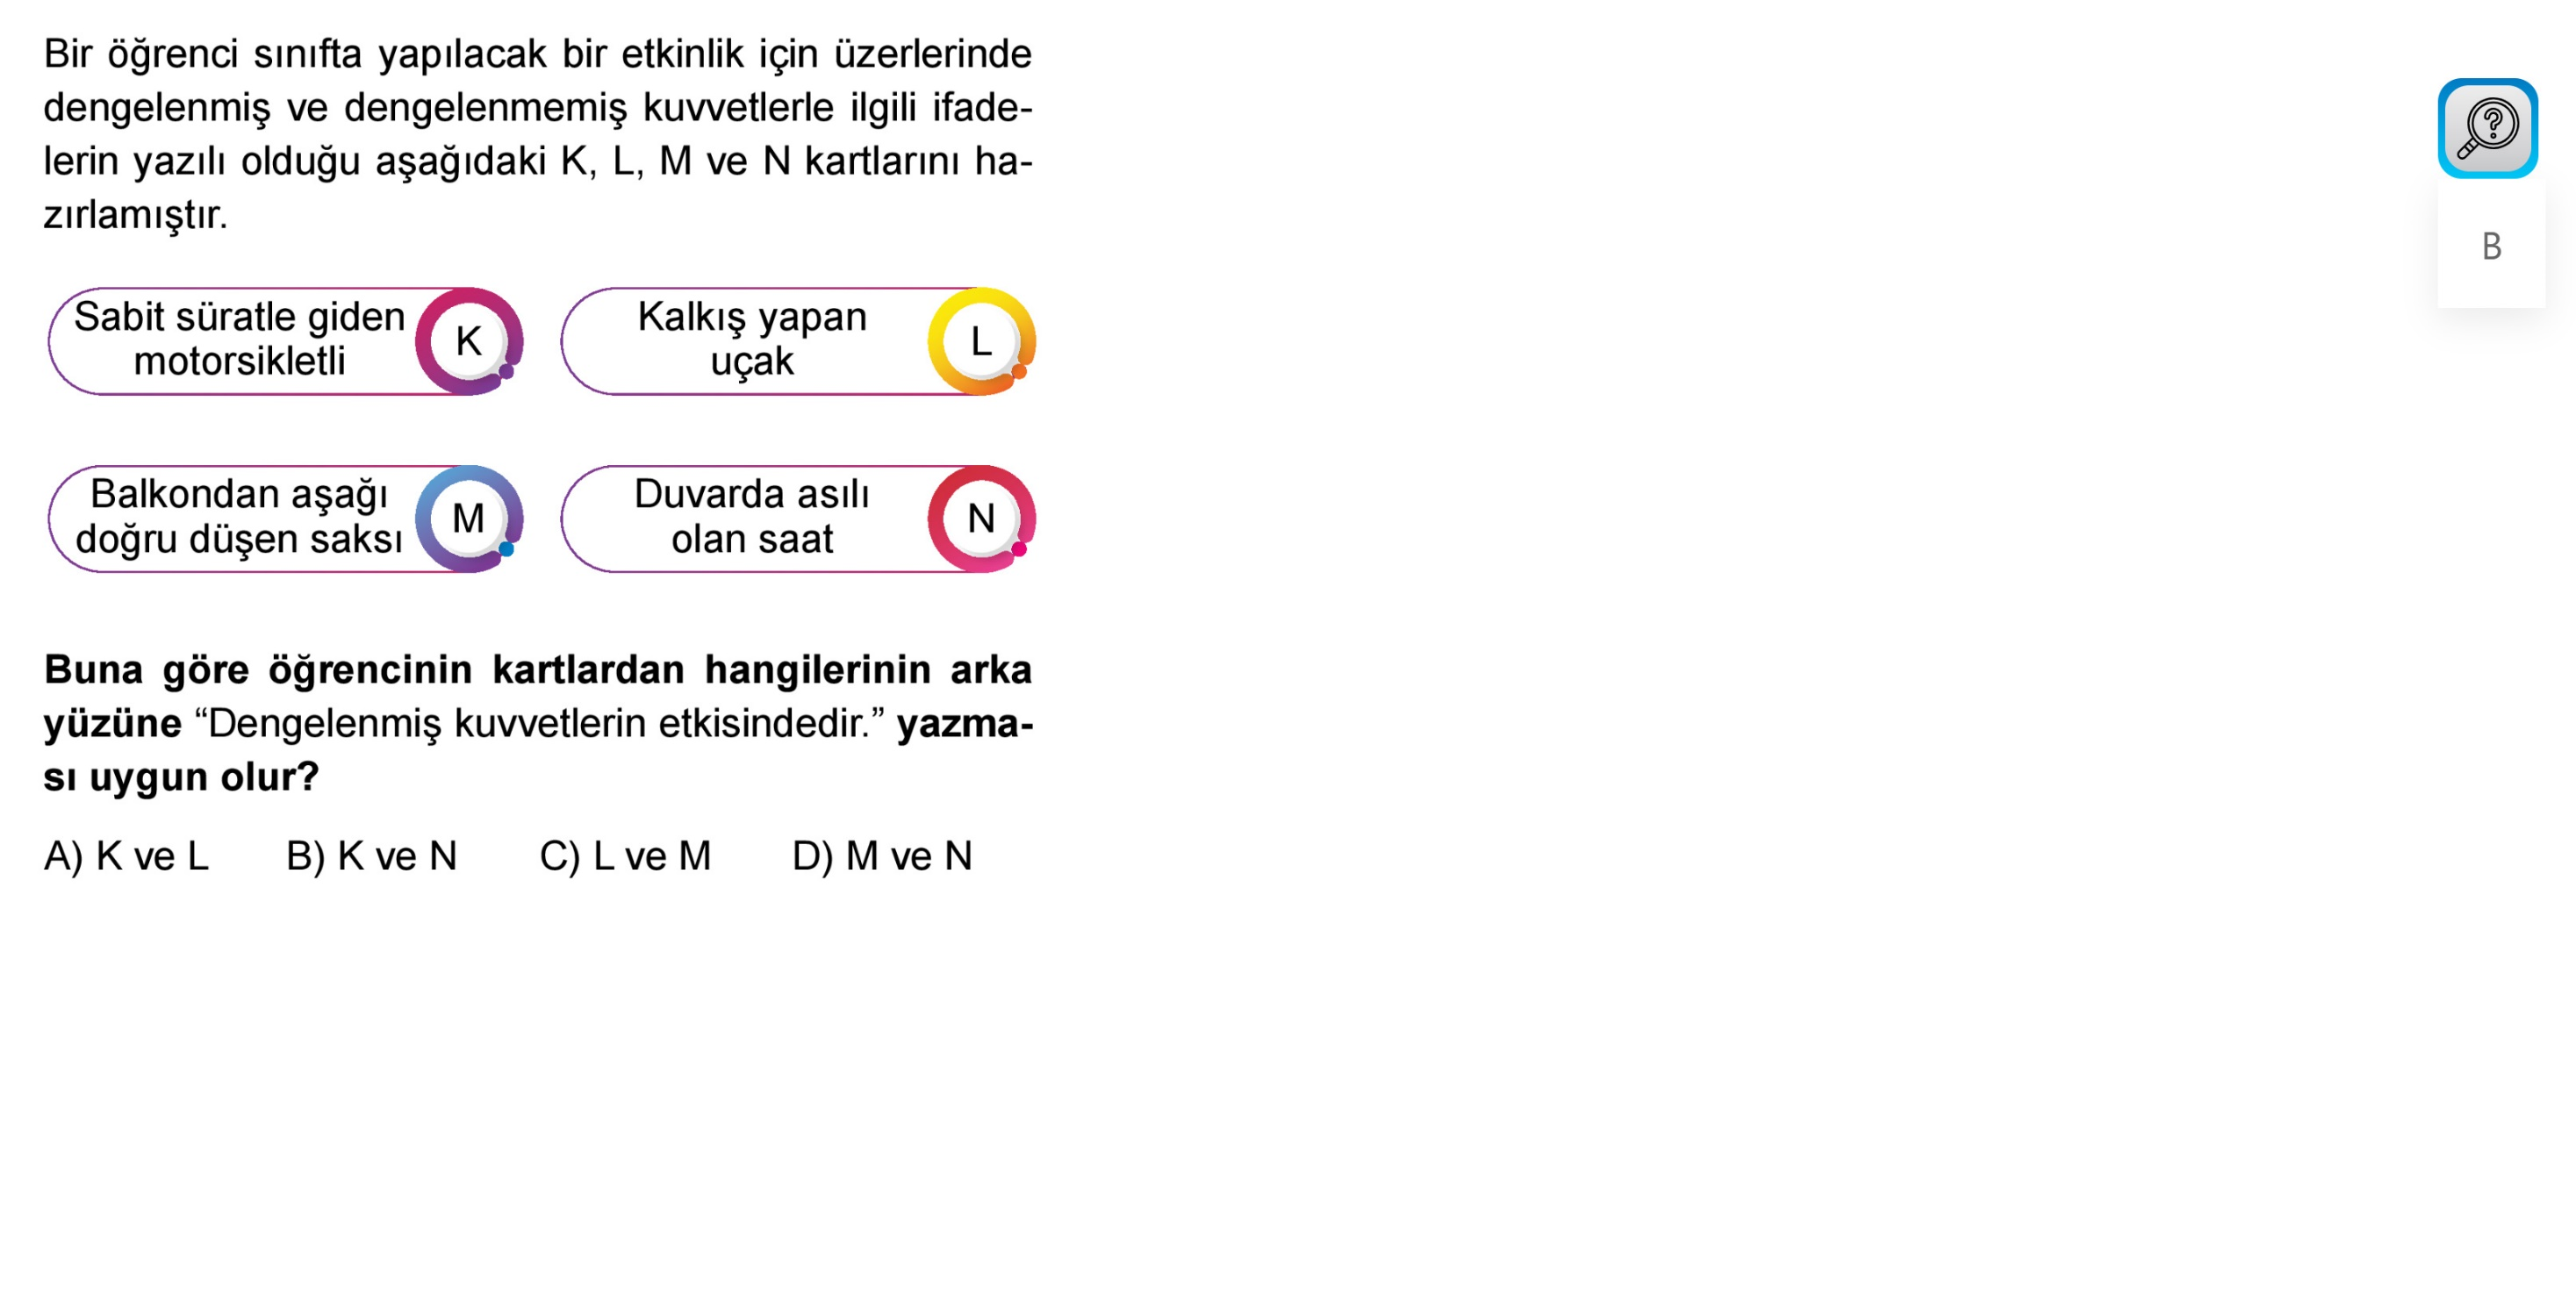 Bir öğrenci sınıfta yapılacak bir etkinlik için üzerlerinde
dengelenmiş ve dengelenmemiş kuvvetlerle ilgili ifade-
lerin yazılı olduğu aşağıdaki K, L, M ve N kartlarını ha-
zırlamıştır.
Sabit süratle giden
motorsikletli
K
Kalkış yapan
uçak
L
Balkondan aşağı
doğru düşen saksı
M
Duvarda asılı
olan saat
N
Buna göre öğrencinin kartlardan hangilerinin arka
yüzüne “Dengelenmiş kuvvetlerin etkisindedir.” yazma-
sı uygun olur?
A) K ve L B) K ve N C) L ve M D) M ve N
?
B